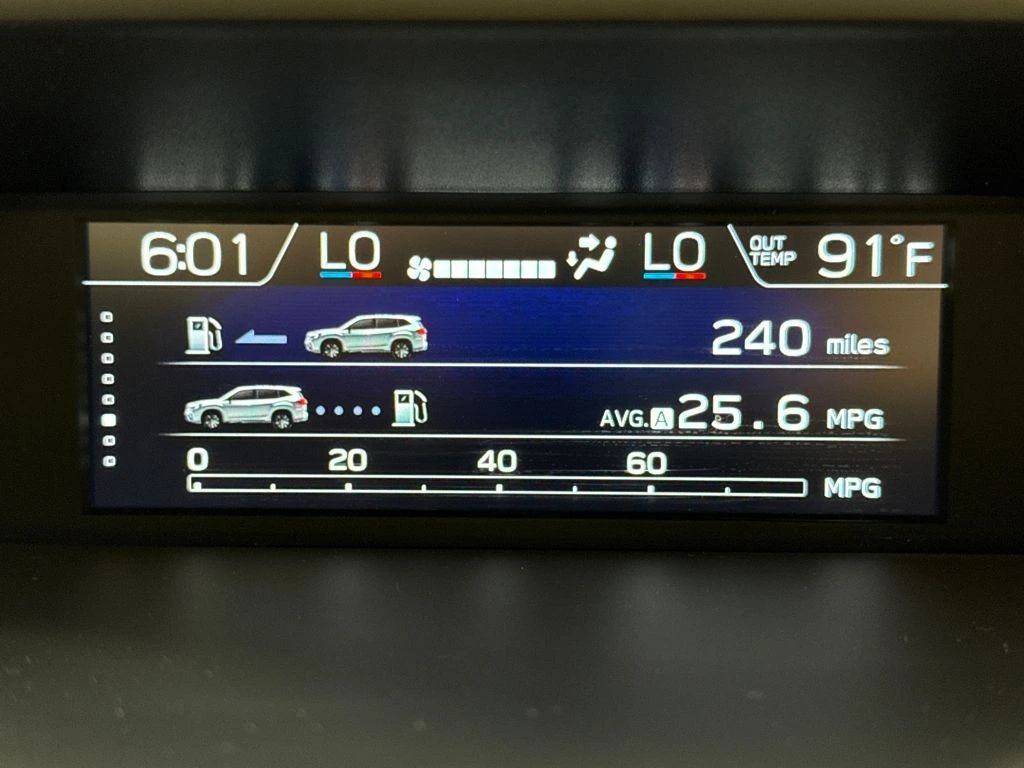 6:01 LO LO OUT TEMP 91°F
240 miles
AVG. A 25.6 MPG
0 20 40 60
MPG